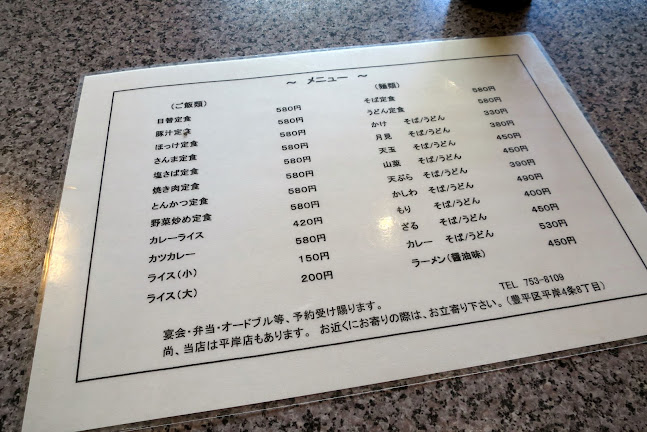 ～ メニュー ～
(ご飯類)
日替定食 580円
豚汁定食 580円
ほっけ定食 580円
さんま定食 580円
塩さば定食 580円
焼き肉定食 580円
とんかつ定食 580円
野菜炒め定食 580円
カレーライス 420円
カツカレー 580円
ライス(小) 150円
ライス(大) 200円
(麺類)
そば定食 580円
うどん定食 580円
かけ そば/うどん 330円
月見 そば/うどん 380円
天玉 そば/うどん 450円
山菜 そば/うどん 450円
天ぷら そば/うどん 390円
かしわ そば/うどん 490円
もり そば/うどん 400円
ざる そば/うどん 450円
カレー そば/うどん 530円
ラーメン(醤油味) 450円
TEL 753-8109
宴会・弁当・オードブル等、予約受け賜ります。
尚、当店は平岸店もあります。 お近くにお寄りの際は、お立寄り下さい。(豊平区平岸4条8丁目)